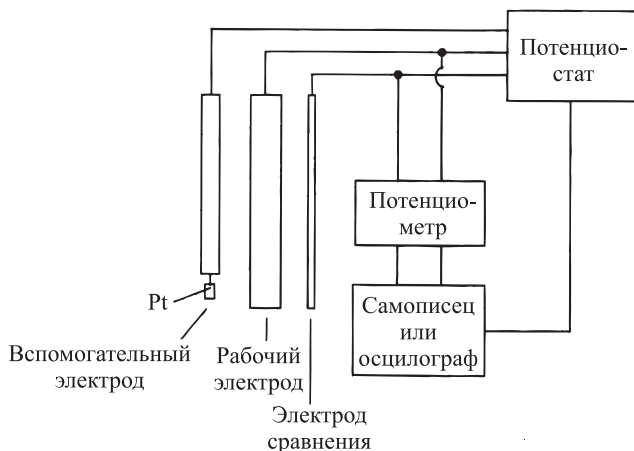 Потенцио-
стат
Потенцио-
метр
Pt
Самописец
или
осцилограф
Вспомогательный
электрод
Рабочий
электрод
Электрод
сравнения